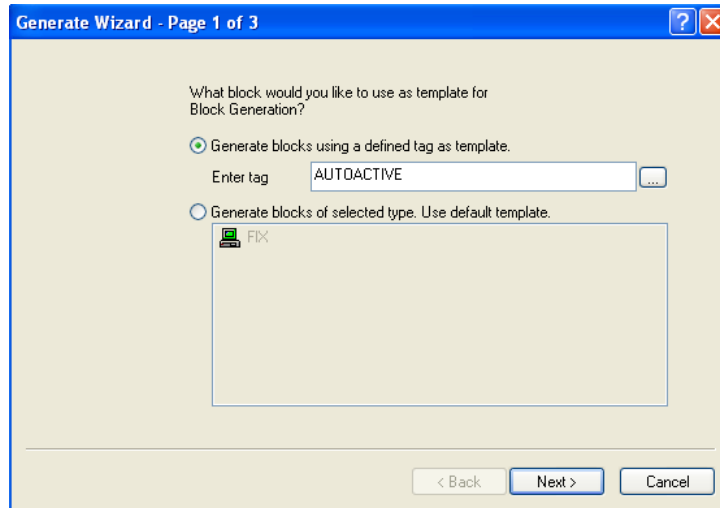 Generate Wizard - Page 1 of 3
What block would you like to use as template for
Block Generation?
Generate blocks using a defined tag as template.
Enter tag
AUTOACTIVE
...
Generate blocks of selected type. Use default template.
FIX
< Back
Next >
Cancel